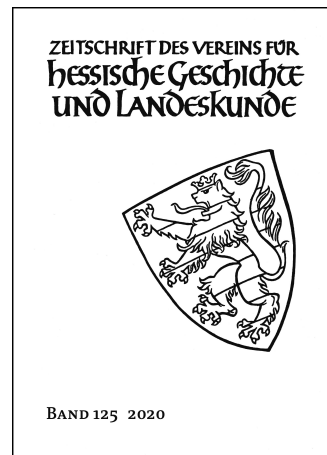 ZEITSCHRIFT DES VEREINS FÜR
hessische Geschichte
und Landeskunde
BAND 125 2020